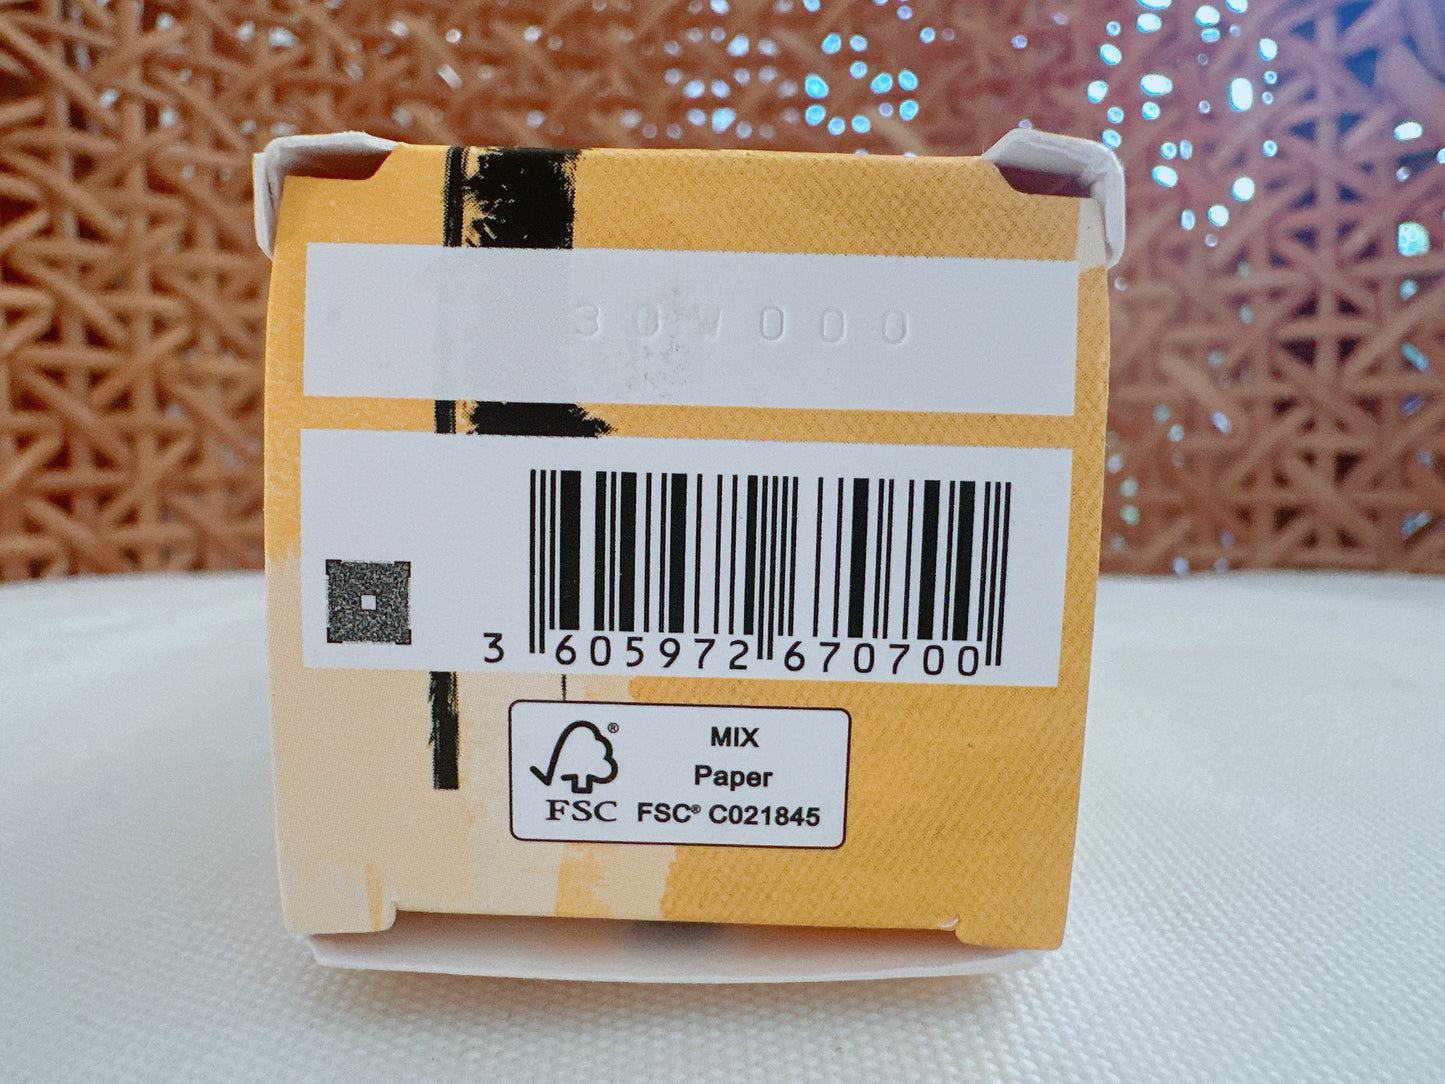 30W000
3 605972 670700
®
MIX
Paper
FSC FSC® C021845